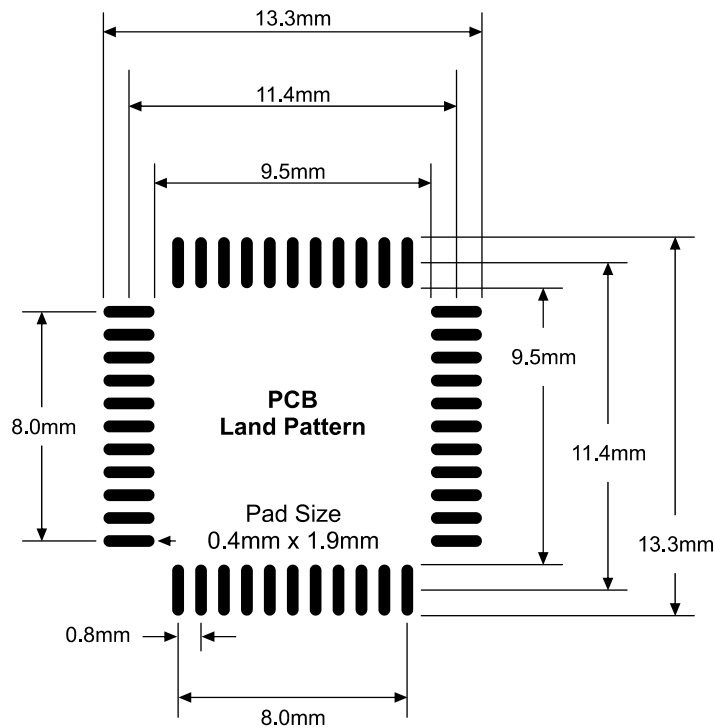 13.3mm
11.4mm
9.5mm
9.5mm
PCB
Land Pattern
8.0mm
11.4mm
Pad Size
0.4mm x 1.9mm
13.3mm
0.8mm
8.0mm